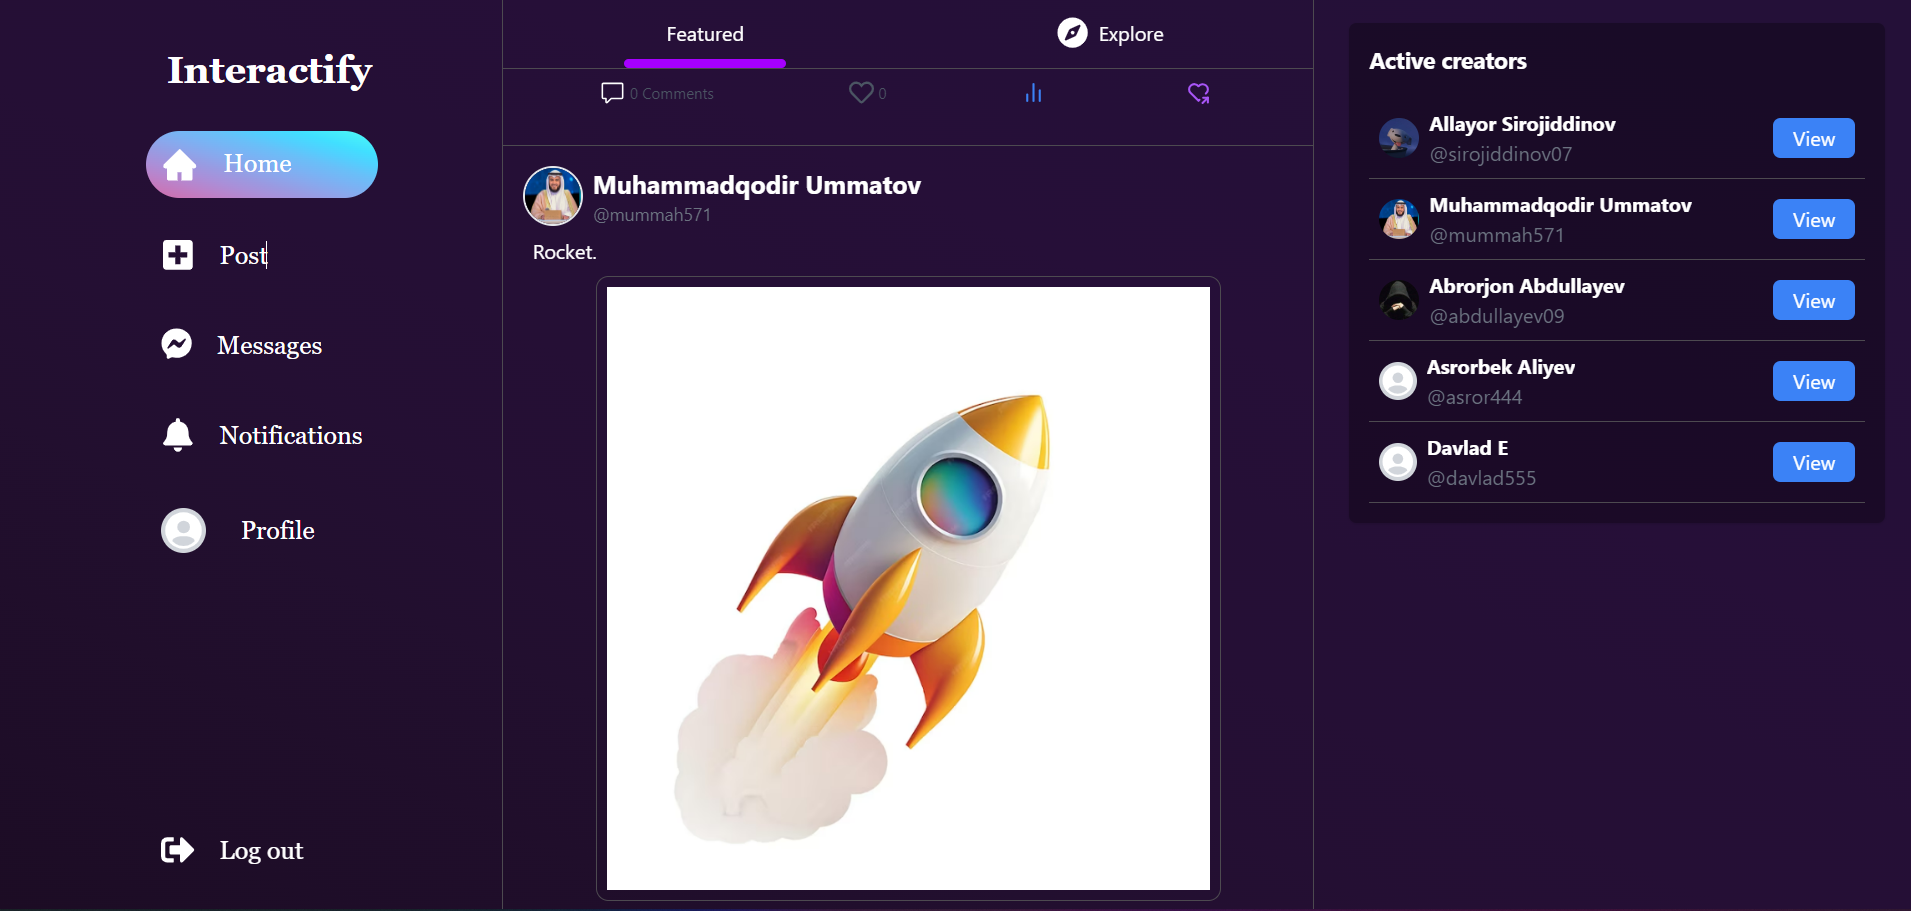 Interactify
Home
Post
Messages
Notifications
Profile
Log out
Featured
Explore
0 Comments
0
Muhammadqodir Ummatov
@mummah571
Rocket.
Active creators
Allayor Sirojiddinov
@sirojiddinov07
View
Muhammadqodir Ummatov
@mummah571
View
Abrorjon Abdullayev
@abdullayev09
View
Asrorbek Aliyev
@asror444
View
Davlad E
@davlad555
View